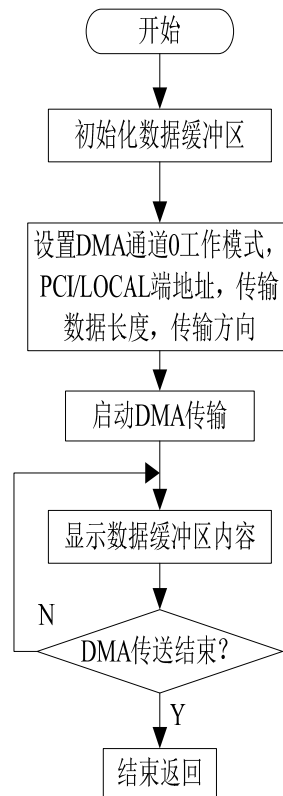 开始
初始化数据缓冲区
设置DMA通道0工作模式，
PCI/LOCAL端地址，传输
数据长度，传输方向
启动DMA传输
显示数据缓冲区内容
N
DMA传送结束？
Y
结束返回